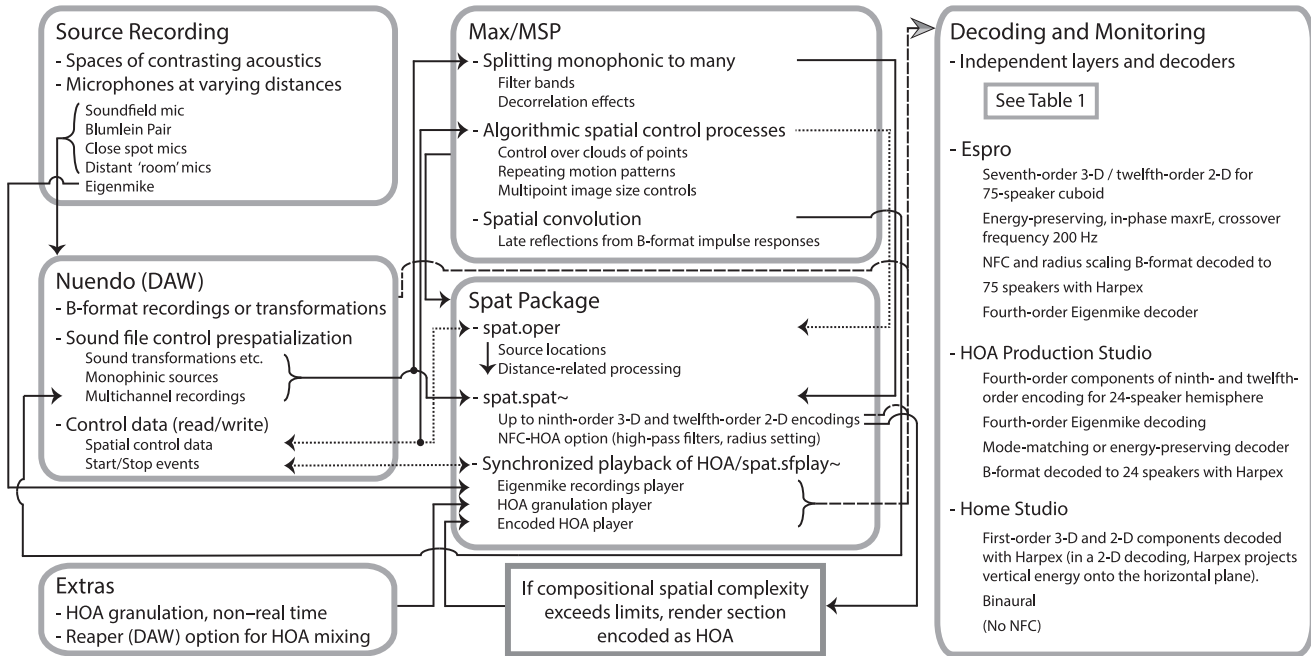 Source Recording
- Spaces of contrasting acoustics
- Microphones at varying distances
Soundfield mic
Blumlein Pair
Close spot mics
Distant ‘room’ mics
Eigenmike
Nuendo (DAW)
- B-format recordings or transformations
- Sound file control prespatialization
Sound transformations etc.
Monophinic sources
Multichannel recordings
- Control data (read/write)
Spatial control data
Start/Stop events
Extras
- HOA granulation, non–real time
- Reaper (DAW) option for HOA mixing
Max/MSP
- Splitting monophonic to many
Filter bands
Decorrelation effects
- Algorithmic spatial control processes
Control over clouds of points
Repeating motion patterns
Multipoint image size controls
- Spatial convolution
Late reflections from B-format impulse responses
Spat Package
- spat.oper
Source locations
Distance-related processing
- spat.spat~
Up to ninth-order 3-D and twelfth-order 2-D encodings
NFC-HOA option (high-pass filters, radius setting)
- Synchronized playback of HOA/spat.sfplay~
Eigenmike recordings player
HOA granulation player
Encoded HOA player
If compositional spatial complexity
exceeds limits, render section
encoded as HOA
Decoding and Monitoring
- Independent layers and decoders
See Table 1
- Espro
Seventh-order 3-D / twelfth-order 2-D for
75-speaker cuboid
Energy-preserving, in-phase maxrE, crossover
frequency 200 Hz
NFC and radius scaling B-format decoded to
75 speakers with Harpex
Fourth-order Eigenmike decoder
- HOA Production Studio
Fourth-order components of ninth- and twelfth-
order encoding for 24-speaker hemisphere
Fourth-order Eigenmike decoding
Mode-matching or energy-preserving decoder
B-format decoded to 24 speakers with Harpex
- Home Studio
First-order 3-D and 2-D components decoded
with Harpex (in a 2-D decoding, Harpex projects
vertical energy onto the horizontal plane).
Binaural
(No NFC)